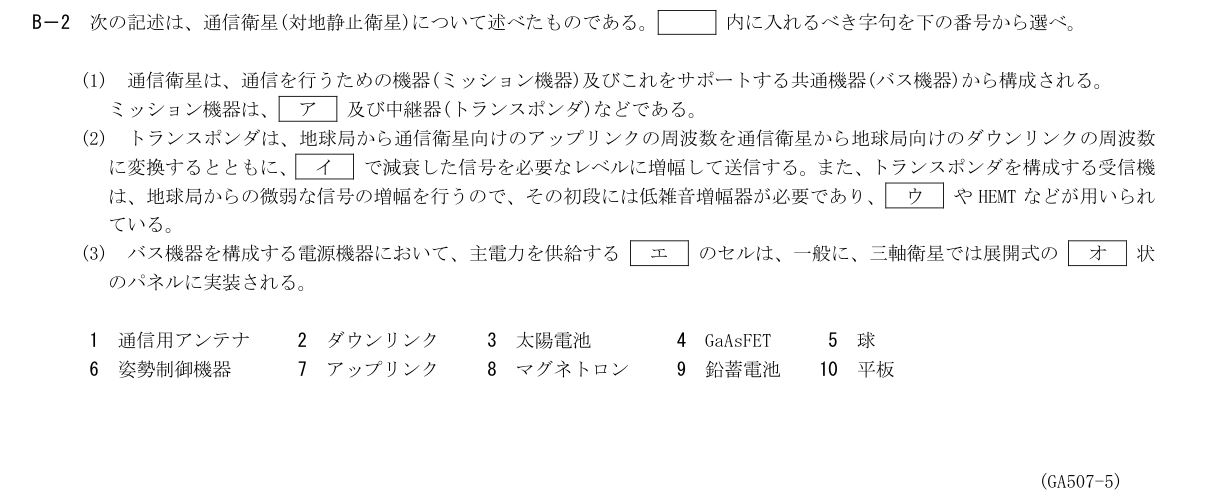 B－2 次の記述は、通信衛星(対地静止衛星)について述べたものである。 内に入れるべき字句を下の番号から選べ。
(1) 通信衛星は、通信を行うための機器(ミッション機器)及びこれをサポートする共通機器(バス機器)から構成される。
ミッション機器は、 ア 及び中継器(トランスポンダ)などである。
(2) トランスポンダは、地球局から通信衛星向けのアップリンクの周波数を通信衛星から地球局向けのダウンリンクの周波数
に変換するとともに、 イ で減衰した信号を必要なレベルに増幅して送信する。また、トランスポンダを構成する受信機
は、地球局からの微弱な信号の増幅を行うので、その初段には低雑音増幅器が必要であり、 ウ や HEMT などが用いられ
ている。
(3) バス機器を構成する電源機器において、主電力を供給する エ のセルは、一般に、三軸衛星では展開式の オ 状
のパネルに実装される。
1 通信用アンテナ 2 ダウンリンク 3 太陽電池 4 GaAsFET 5 球
6 姿勢制御機器 7 アップリンク 8 マグネトロン 9 鉛蓄電池 10 平板
(GA507-5)